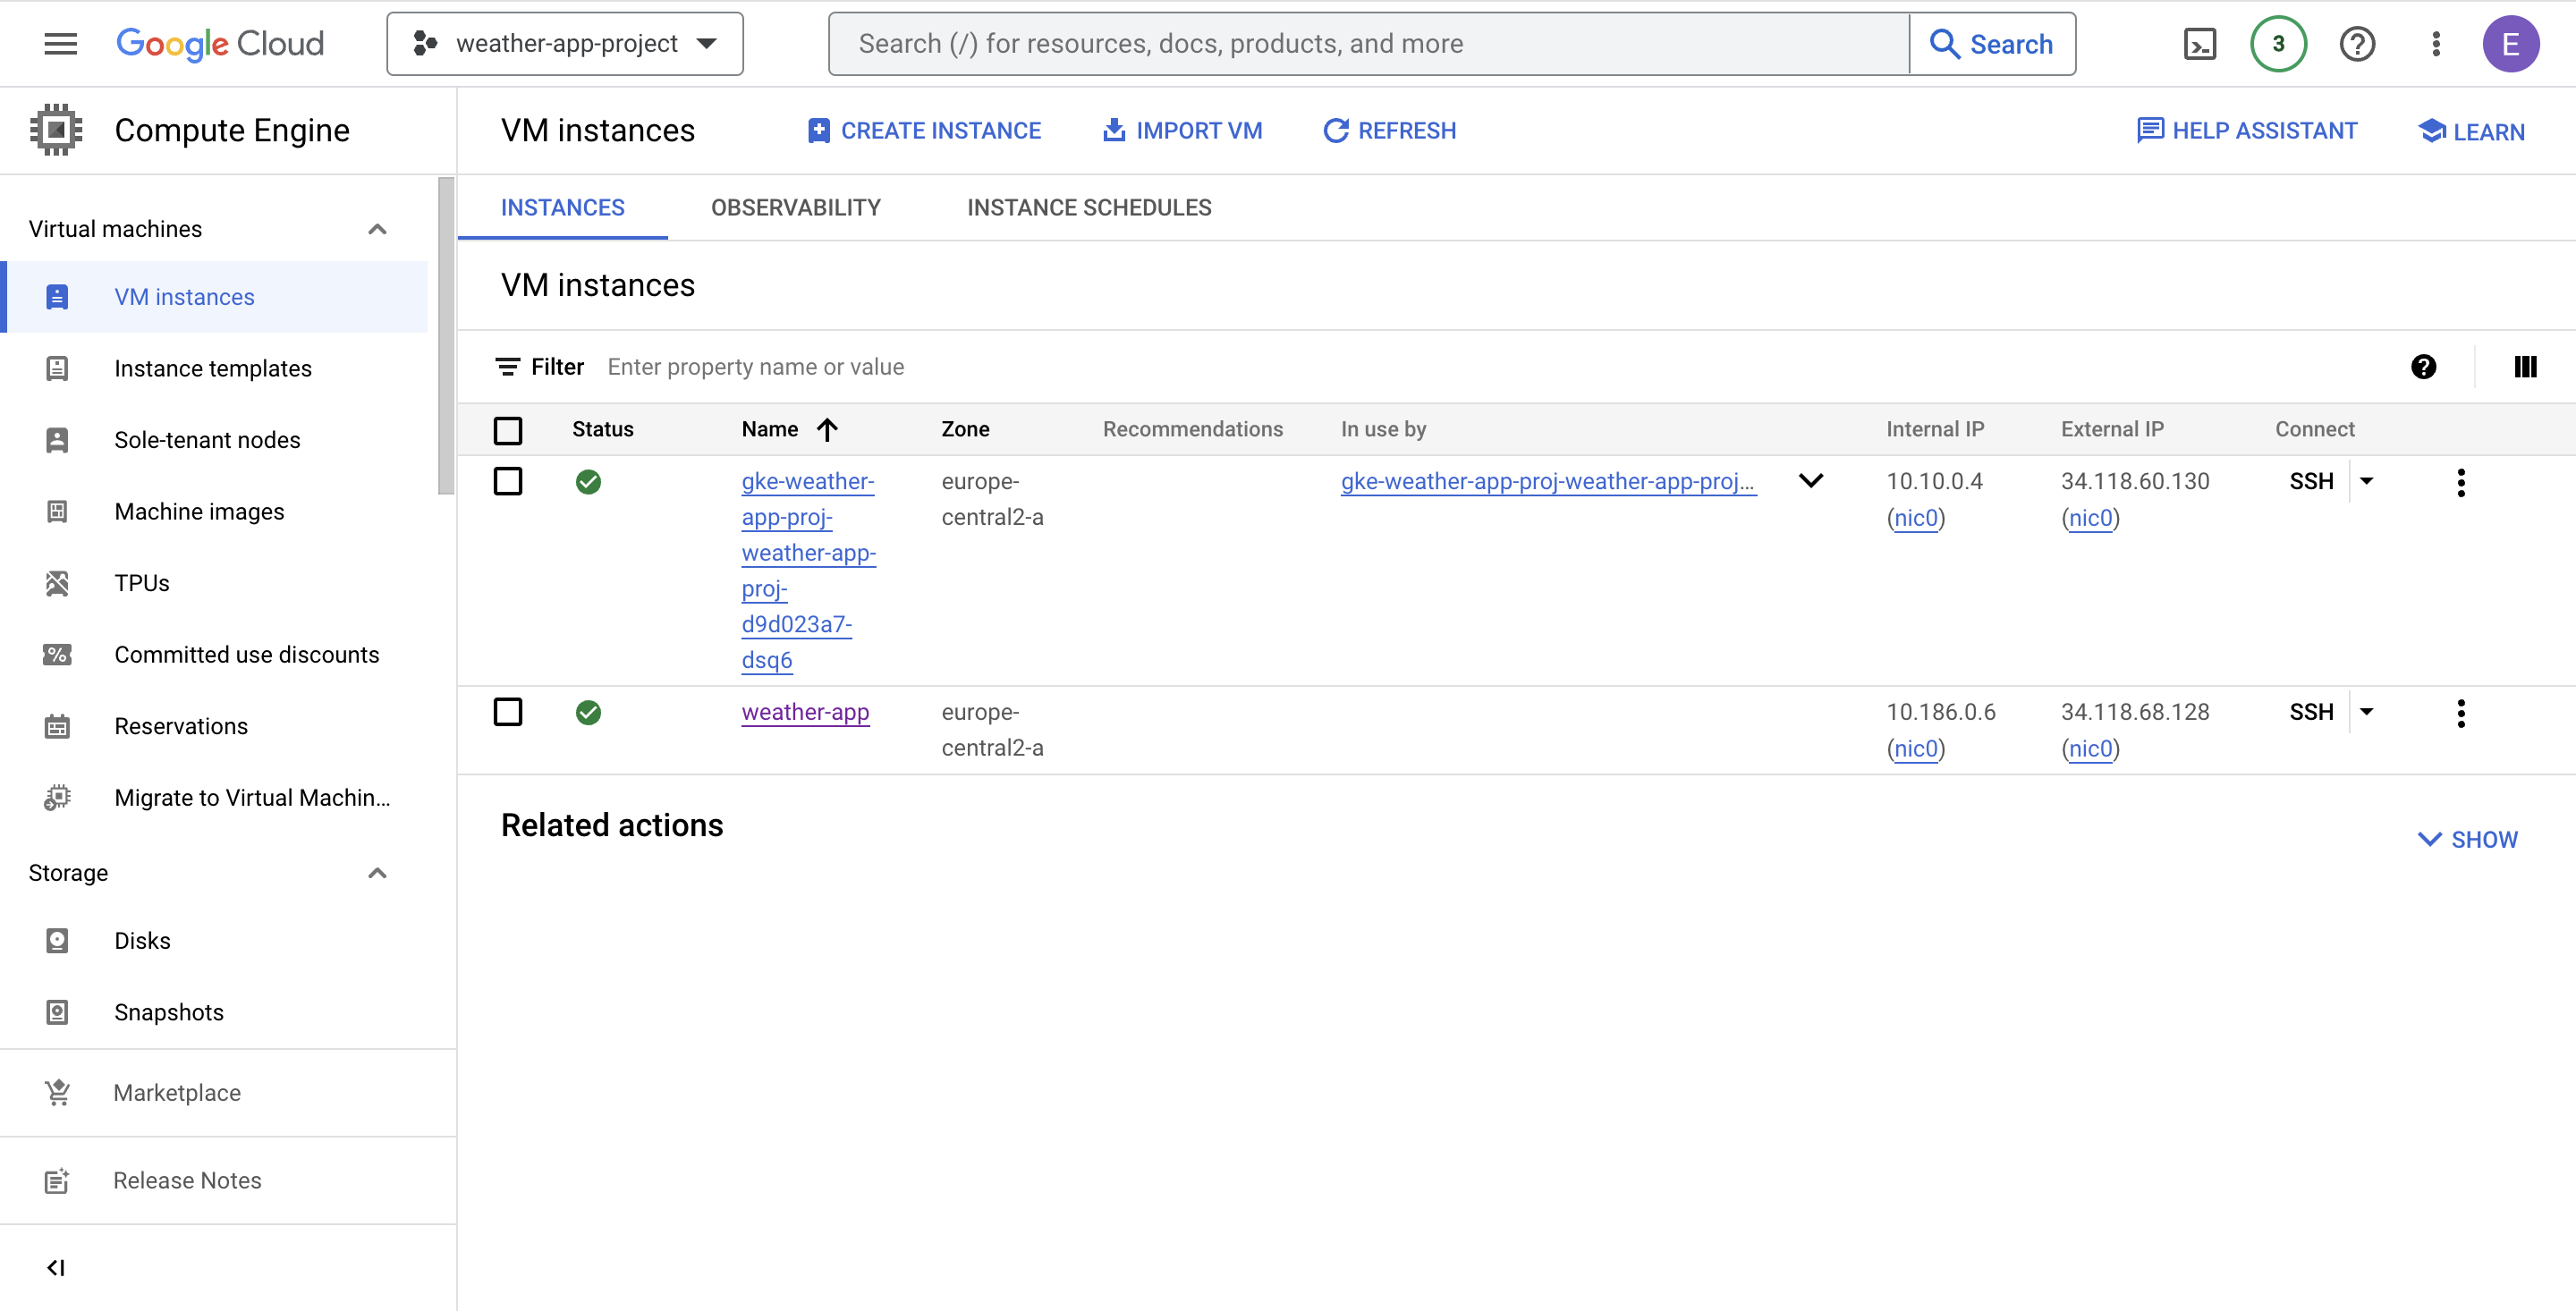 Google Cloud
weather-app-project
Search (/) for resources, docs, products, and more
Search
3
E
Compute Engine
VM instances
CREATE INSTANCE
IMPORT VM
REFRESH
HELP ASSISTANT
LEARN
Virtual machines
VM instances
Instance templates
Sole-tenant nodes
Machine images
TPUs
Committed use discounts
Reservations
Migrate to Virtual Machin...
Storage
Disks
Snapshots
Marketplace
Release Notes
INSTANCES
OBSERVABILITY
INSTANCE SCHEDULES
VM instances
Filter Enter property name or value
Status Name Zone Recommendations In use by Internal IP External IP Connect
gke-weather-
app-proj-
weather-app-
proj-
d9d023a7-
dsq6
europe-
central2-a
gke-weather-app-proj-weather-app-proj...
10.10.0.4
(nic0)
34.118.60.130
(nic0)
SSH
weather-app
europe-
central2-a
10.186.0.6
(nic0)
34.118.68.128
(nic0)
SSH
Related actions
SHOW